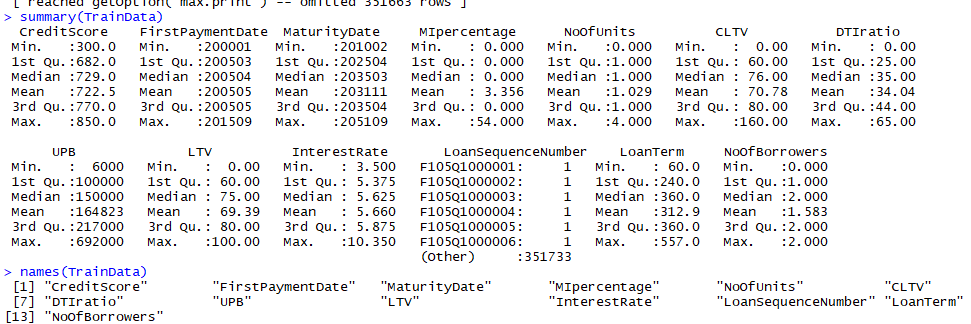 [ reached getOption("max.print") -- omitted 351663 rows ]
> summary(TrainData)
  CreditScore    FirstPaymentDate  MaturityDate     MIpercentage      NoOfUnits          CLTV           DTIratio
 Min.   :300.0   Min.   :200001   Min.   :201002   Min.   : 0.000   Min.   :0.000   Min.   :  0.00   Min.   : 0.00
 1st Qu.:682.0   1st Qu.:200503   1st Qu.:202504   1st Qu.: 0.000   1st Qu.:1.000   1st Qu.: 60.00   1st Qu.:25.00
 Median :729.0   Median :200504   Median :203503   Median : 0.000   Median :1.000   Median : 76.00   Median :35.00
 Mean   :722.5   Mean   :200505   Mean   :203111   Mean   : 3.356   Mean   :1.029   Mean   : 70.78   Mean   :34.04
 3rd Qu.:770.0   3rd Qu.:200505   3rd Qu.:203504   3rd Qu.: 0.000   3rd Qu.:1.000   3rd Qu.: 80.00   3rd Qu.:44.00
 Max.   :850.0   Max.   :201509   Max.   :205109   Max.   :54.000   Max.   :4.000   Max.   :160.00   Max.   :65.00
      UPB              LTV          InterestRate       LoanSequenceNumber    LoanTerm     NoOfBorrowers
 Min.   :  6000   Min.   :  0.00   Min.   : 3.500   F105Q1000001:     1   Min.   : 60.0   Min.   :0.000
 1st Qu.:100000   1st Qu.: 60.00   1st Qu.: 5.375   F105Q1000002:     1   1st Qu.:240.0   1st Qu.:1.000
 Median :150000   Median : 75.00   Median : 5.625   F105Q1000003:     1   Median :360.0   Median :2.000
 Mean   :164823   Mean   : 69.39   Mean   : 5.660   F105Q1000004:     1   Mean   :312.9   Mean   :1.583
 3rd Qu.:217000   3rd Qu.: 80.00   3rd Qu.: 5.875   F105Q1000005:     1   3rd Qu.:360.0   3rd Qu.:2.000
 Max.   :692000   Max.   :100.00   Max.   :10.350   F105Q1000006:     1   Max.   :557.0   Max.   :2.000
                                                    (Other)     :351733
> names(TrainData)
 [1] "CreditScore"        "FirstPaymentDate"   "MaturityDate"       "MIpercentage"       "NoOfUnits"          "CLTV"
 [7] "DTIratio"           "UPB"                "LTV"                "InterestRate"       "LoanSequenceNumber" "LoanTerm"
[13] "NoOfBorrowers"